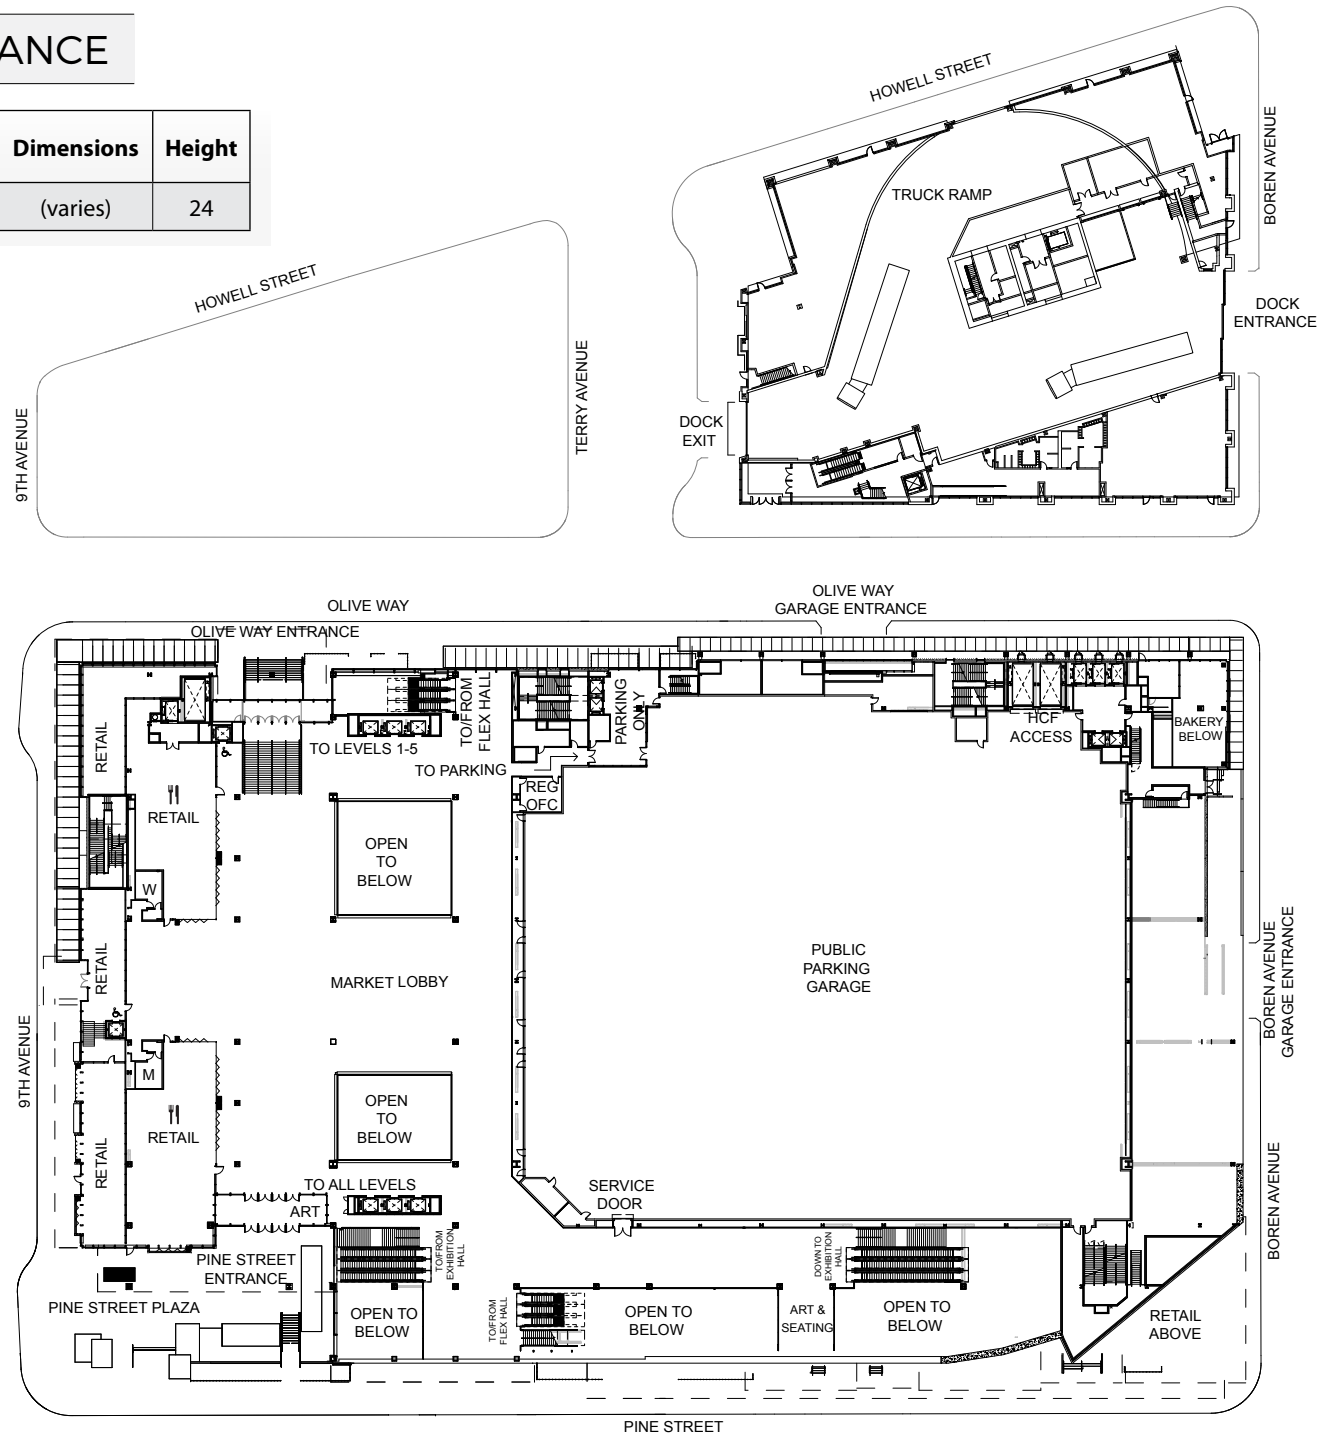 ANCE
Dimensions Height
(varies) 24
HOWELL STREET
BOREN AVENUE
TRUCK RAMP
DOCK
ENTRANCE
DOCK
EXIT
HOWELL STREET
TERRY AVENUE
9TH AVENUE
OLIVE WAY
OLIVE WAY ENTRANCE
OLIVE WAY
GARAGE ENTRANCE
RETAIL
TO/FROM
FLEX HALL
PARKING
ONLY
HCF
ACCESS
BAKERY
BELOW
TO LEVELS 1-5
TO PARKING
REG
OFC
RETAIL
OPEN
TO
BELOW
W
RETAIL
MARKET LOBBY
PUBLIC
PARKING
GARAGE
BOREN AVENUE
GARAGE ENTRANCE
9TH AVENUE
M
RETAIL
OPEN
TO
BELOW
RETAIL
TO ALL LEVELS
ART
SERVICE
DOOR
BOREN AVENUE
PINE STREET
ENTRANCE
TO/FROM
EXHIBITION
HALL
DOWN TO
EXHIBITION
HALL
PINE STREET PLAZA
OPEN TO
BELOW
TO/FROM
FLEX HALL
OPEN TO
BELOW
ART &
SEATING
OPEN TO
BELOW
RETAIL
ABOVE
PINE STREET